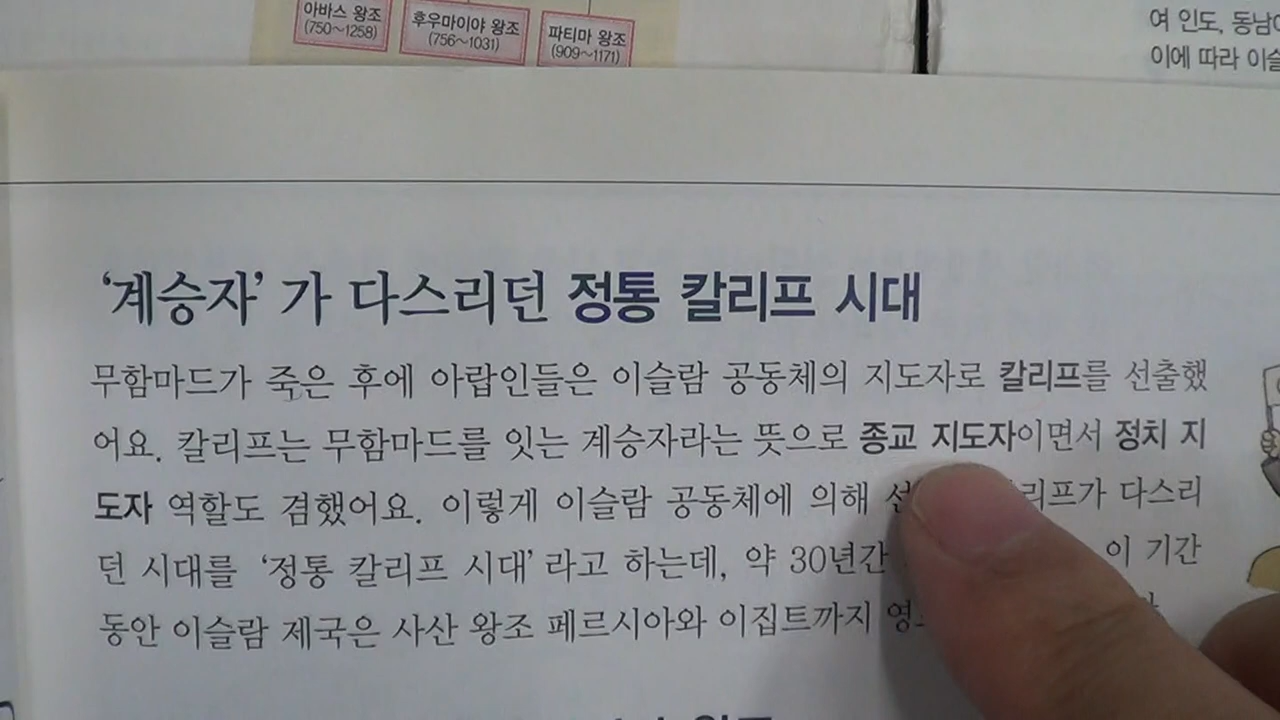 아바스 왕조
(750~1258)
후우마이야 왕조
(756~1031)
파티마 왕조
(909~1171)
여 인도, 동남
이에 따라 이슬
‘계승자’가 다스리던 정통 칼리프 시대
무함마드가 죽은 후에 아랍인들은 이슬람 공동체의 지도자로 칼리프를 선출했
어요. 칼리프는 무함마드를 잇는 계승자라는 뜻으로 종교 지도자이면서 정치 지
도자 역할도 겸했어요. 이렇게 이슬람 공동체에 의해 리프가 다스리
던 시대를 ‘정통 칼리프 시대’라고 하는데, 약 30년간 이 기간
동안 이슬람 제국은 사산 왕조 페르시아와 이집트까지